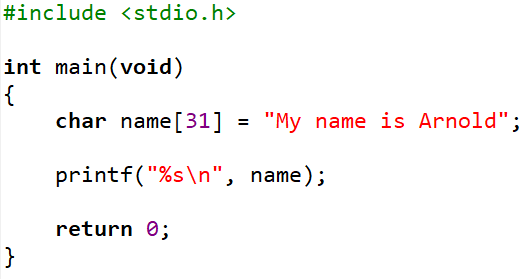 #include <stdio.h>
int main(void)
{
char name[31] = "My name is Arnold";
printf("%s\n", name);
return 0;
}